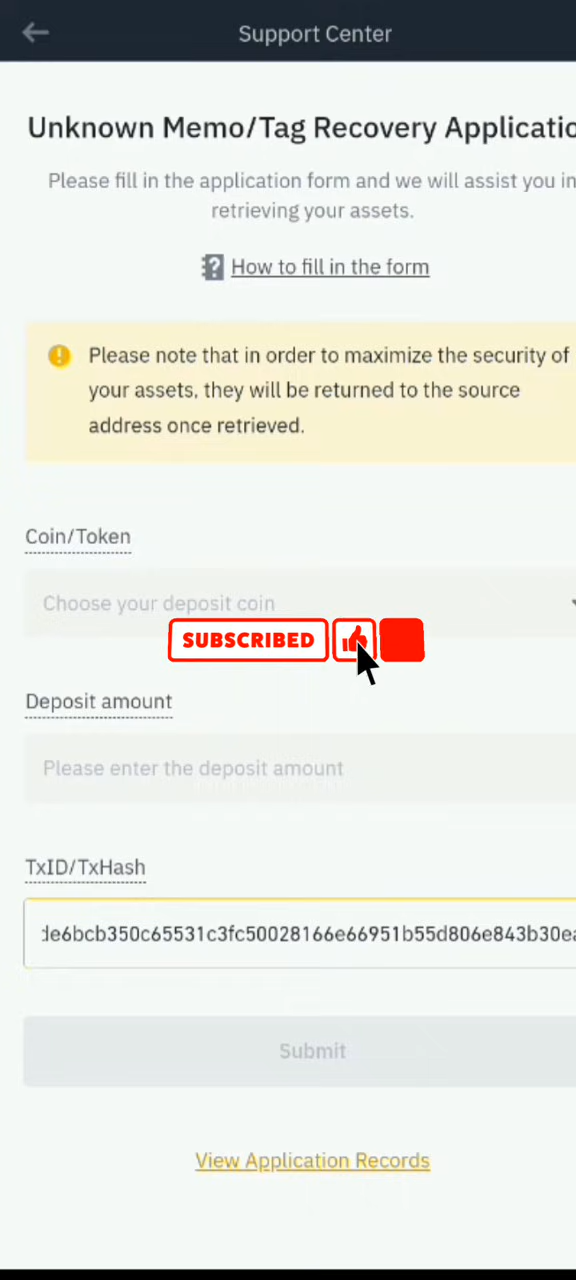 Support Center
Unknown Memo/Tag Recovery Applicatio
Please fill in the application form and we will assist you in
retrieving your assets.
How to fill in the form
Please note that in order to maximize the security of
your assets, they will be returned to the source
address once retrieved.
Coin/Token
Choose your deposit coin
SUBSCRIBED
Deposit amount
Please enter the deposit amount
TxID/TxHash
de6bcb350c65531c3fc50028166e66951b55d806e843b30ea
Submit
View Application Records